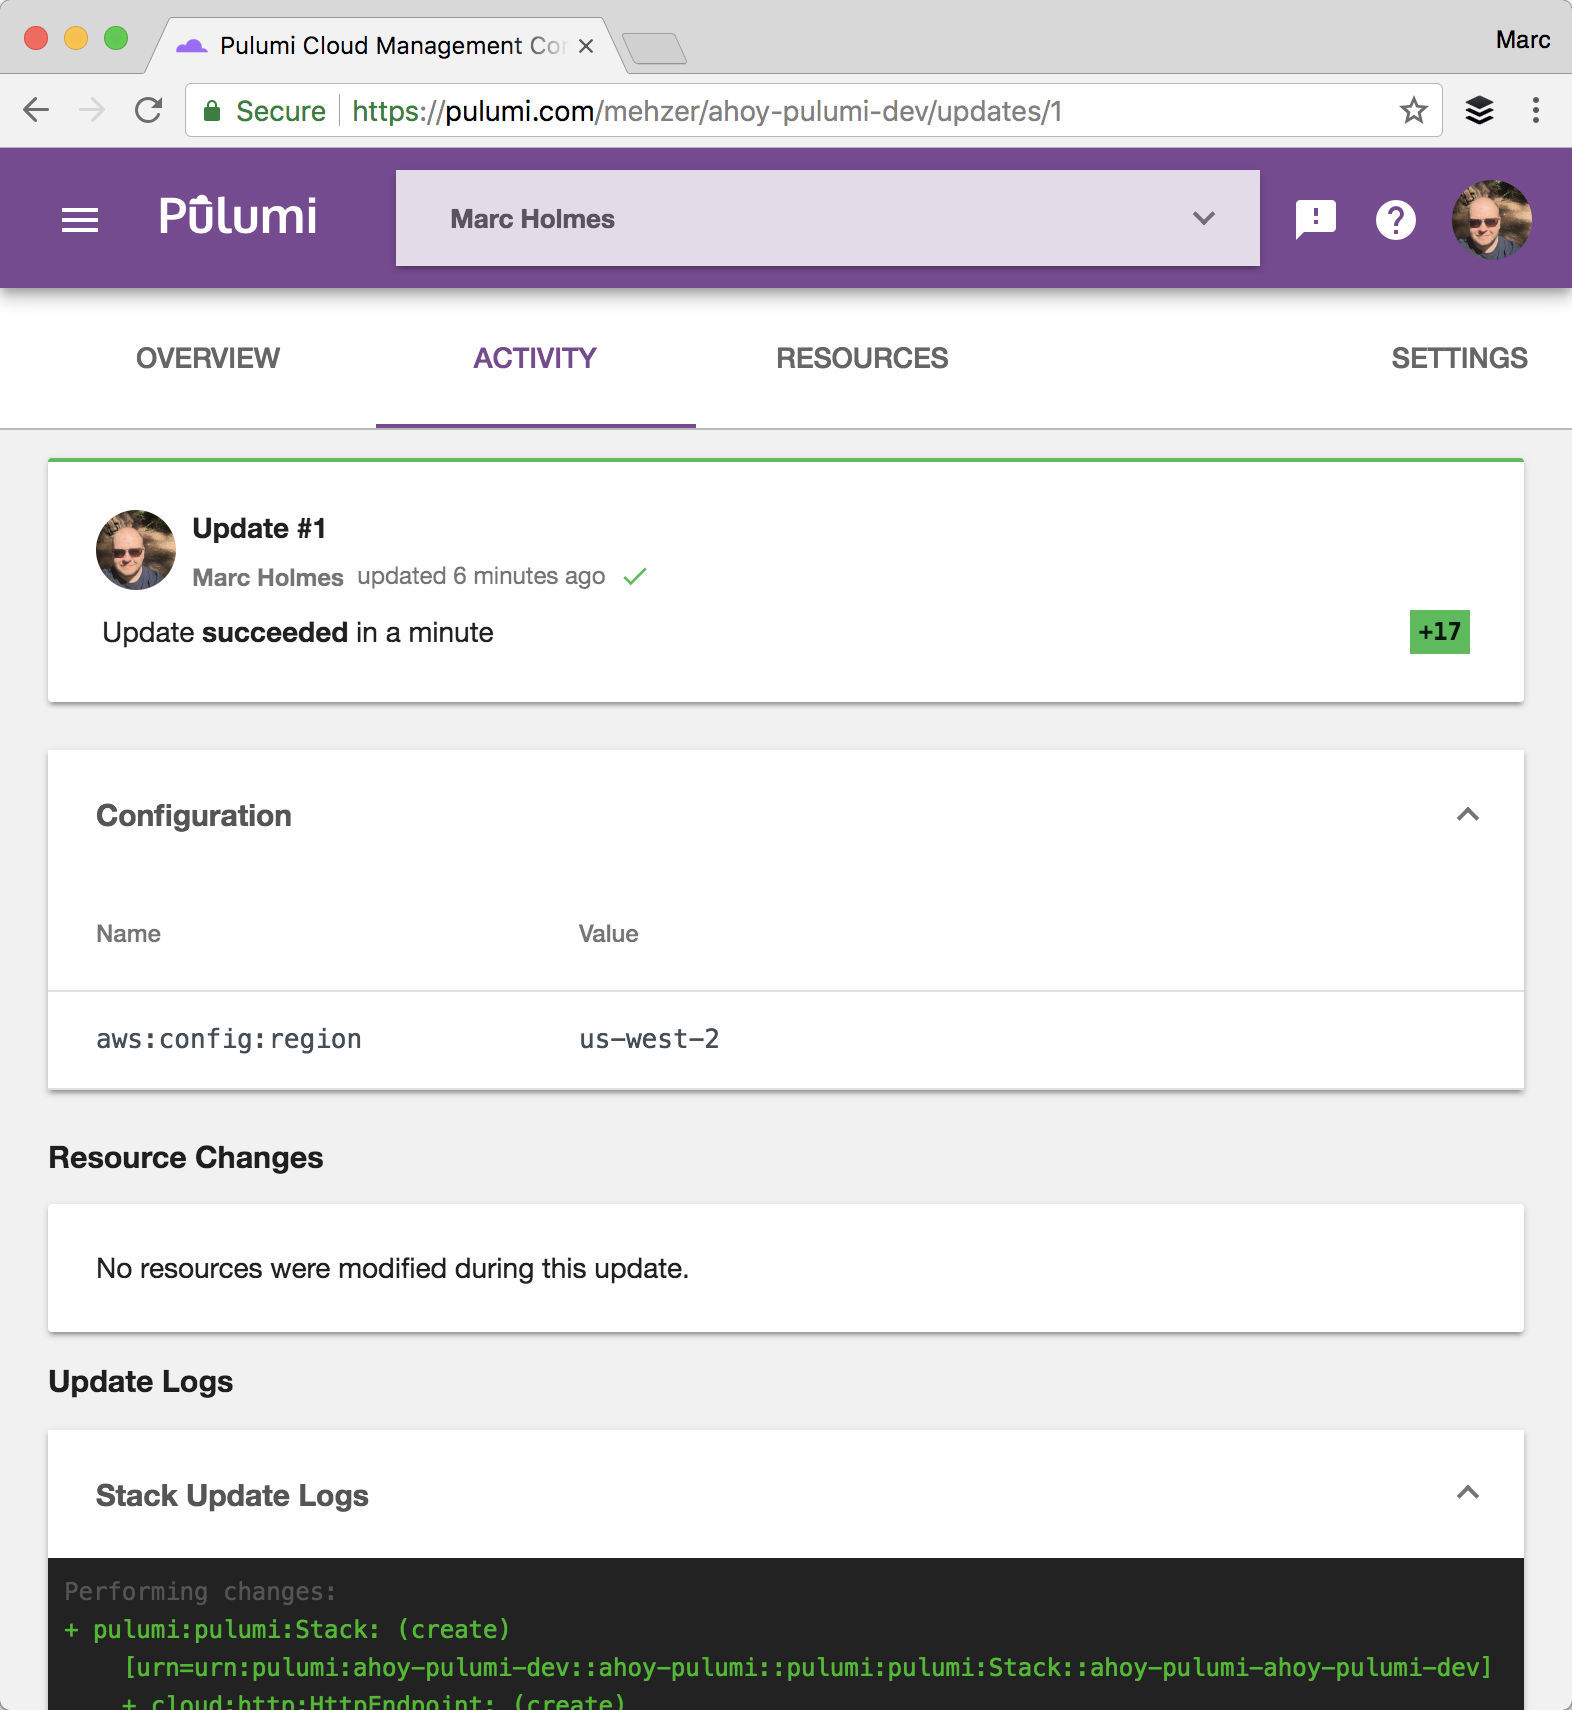 Pulumi Cloud Management Co
Marc
Secure
https://pulumi.com/mehzer/ahoy-pulumi-dev/updates/1
Pulumi
Marc Holmes
OVERVIEW
ACTIVITY
RESOURCES
SETTINGS
Update #1
Marc Holmes updated 6 minutes ago
Update succeeded in a minute
+17
Configuration
Name
Value
aws:config:region
us-west-2
Resource Changes
No resources were modified during this update.
Update Logs
Stack Update Logs
Performing changes:
+ pulumi:pulumi:Stack: (create)
[urn=urn:pulumi:ahoy-pulumi-dev::ahoy-pulumi::pulumi:pulumi:Stack::ahoy-pulumi-ahoy-pulumi-dev]
+ cloud:http:HttpEndpoint: (create)